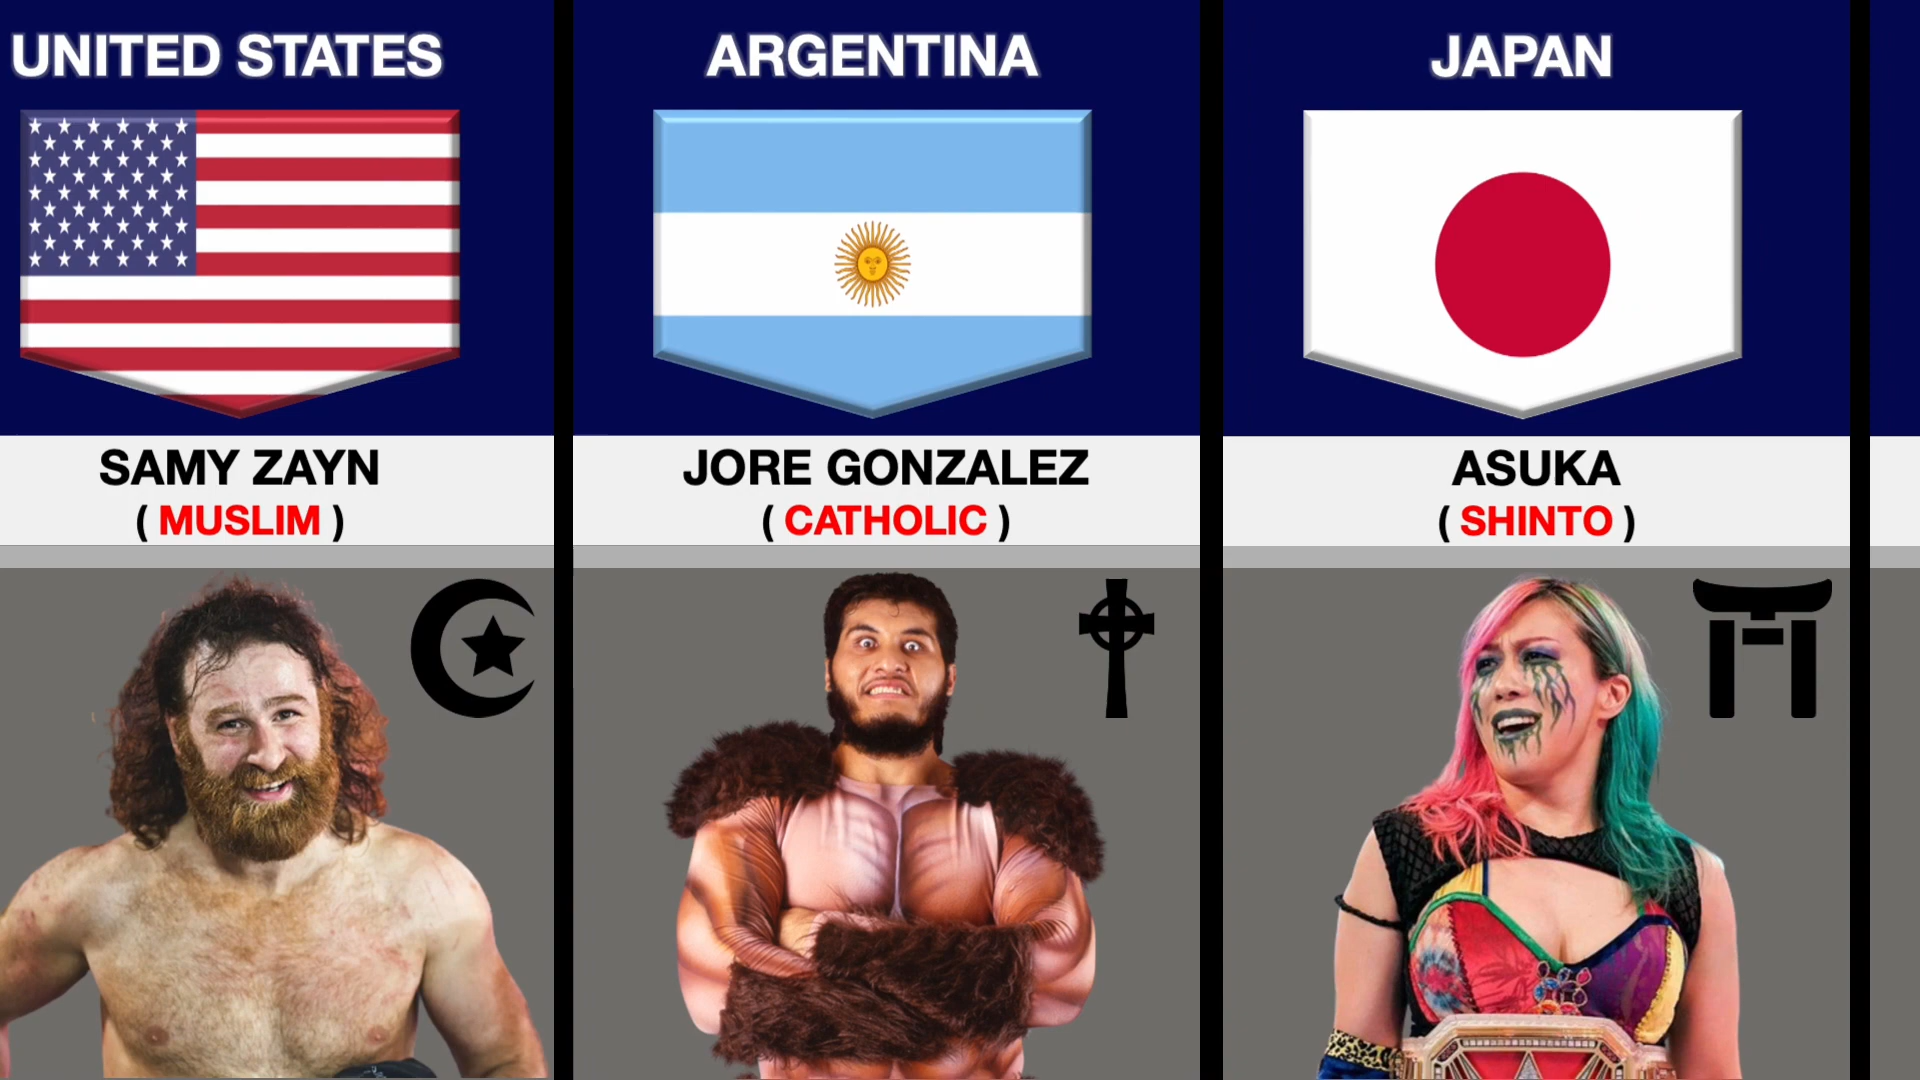 UNITED STATES
SAMY ZAYN
( MUSLIM )
ARGENTINA
JORE GONZALEZ
( CATHOLIC )
JAPAN
ASUKA
( SHINTO )